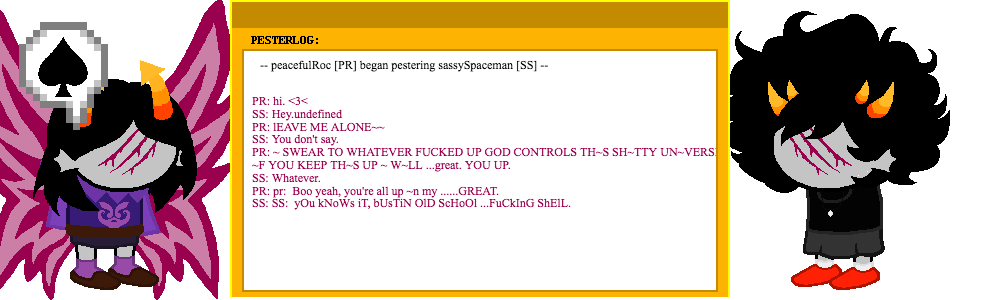 PESTERLOG:
-- peacefulRoc [PR] began pestering sassySpaceman [SS] --
PR: hi. <3<
SS: Hey.undefined
PR: lEAVE ME ALONE~~
SS: You don't say.
PR: ~ SWEAR TO WHATEVER FUCKED UP GOD CONTROLS TH~S SH~TTY UN~VERS
~F YOU KEEP TH~S UP ~ W~LL ...great. YOU UP.
SS: Whatever.
PR: pr: Boo yeah, you're all up ~n my ......GREAT.
SS: SS: yOu kNoWs iT, bUsTiN OlD ScHoOl ...FuCkInG ShElL.